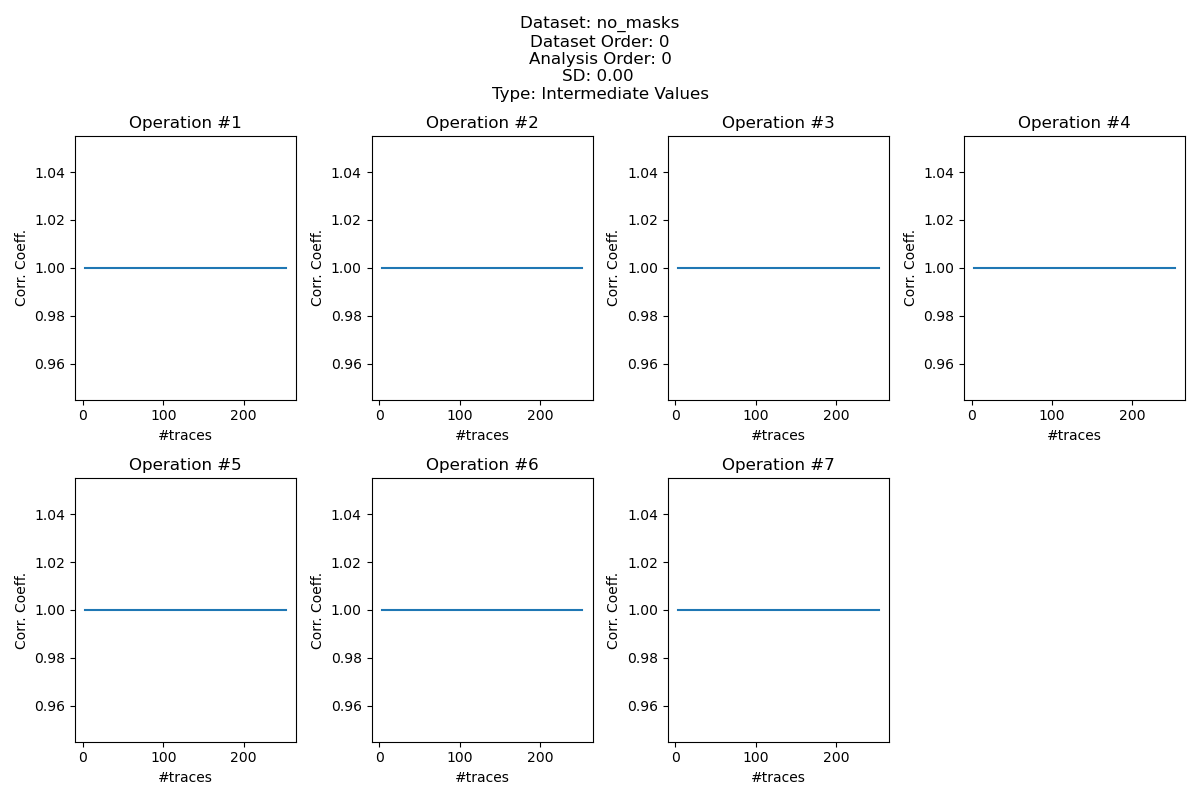 Dataset: no_masks
Dataset Order: 0
Analysis Order: 0
SD: 0.00
Type: Intermediate Values
Operation #1
1.04
1.02
1.00
0.98
0.96
Corr. Coeff.
0 100 200
#traces
Operation #2
1.04
1.02
1.00
0.98
0.96
Corr. Coeff.
0 100 200
#traces
Operation #3
1.04
1.02
1.00
0.98
0.96
Corr. Coeff.
0 100 200
#traces
Operation #4
1.04
1.02
1.00
0.98
0.96
Corr. Coeff.
0 100 200
#traces
Operation #5
1.04
1.02
1.00
0.98
0.96
Corr. Coeff.
0 100 200
#traces
Operation #6
1.04
1.02
1.00
0.98
0.96
Corr. Coeff.
0 100 200
#traces
Operation #7
1.04
1.02
1.00
0.98
0.96
Corr. Coeff.
0 100 200
#traces